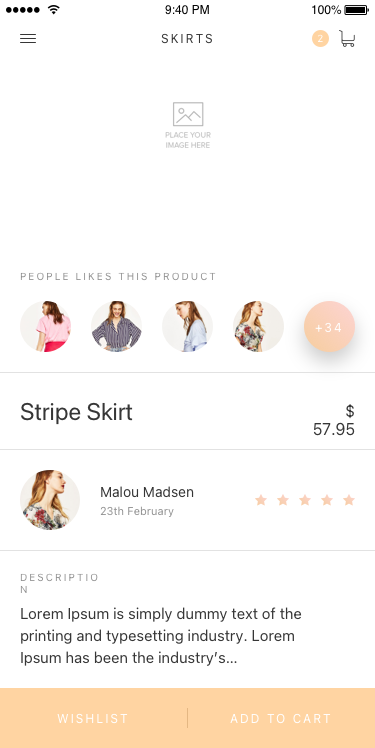 9:40 PM
100%
SKIRTS
2
PLACE YOUR
IMAGE HERE
PEOPLE LIKES THIS PRODUCT
+34
Stripe Skirt
$
57.95
Malou Madsen
23th February
DESCRIPTIO
N
Lorem Ipsum is simply dummy text of the
printing and typesetting industry. Lorem
Ipsum has been the industry’s...
WISHLIST
ADD TO CART